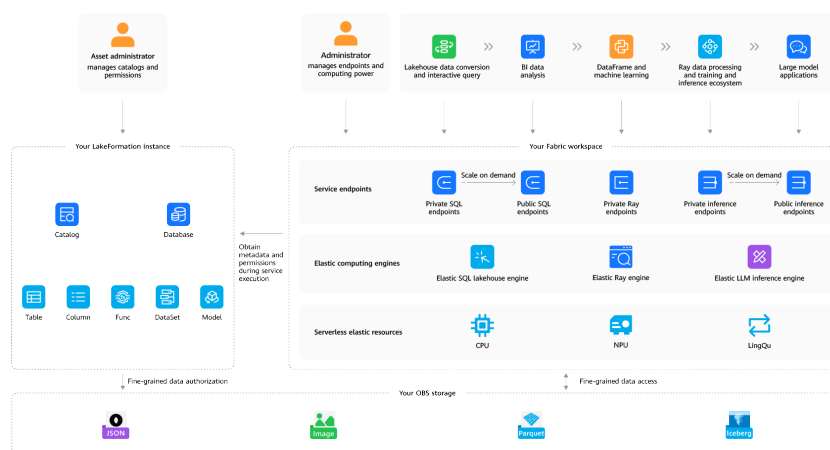 Asset administrator
manages catalogs and
permissions
Administrator
manages endpoints and
computing power
Lakehouse data conversion
and interactive query
BI data
analysis
DataFrame and
machine learning
Ray data processing
and training and
inference ecosystem
Large model
applications
Your LakeFormation instance
Catalog
Database
Table
Column
Func
DataSet
Model
Obtain
metadata and
permissions
during service
execution
Your Fabric workspace
Service endpoints
Private SQL
endpoints
Scale on demand
Public SQL
endpoints
Private Ray
endpoints
Private inference
endpoints
Scale on demand
Public inference
endpoints
Elastic computing engines
Elastic SQL lakehouse engine
Elastic Ray engine
Elastic LLM inference engine
Serverless elastic resources
CPU
NPU
LingQu
Fine-grained data authorization
Fine-grained data access
Your OBS storage
JSON
Image
Parquet
Iceberg